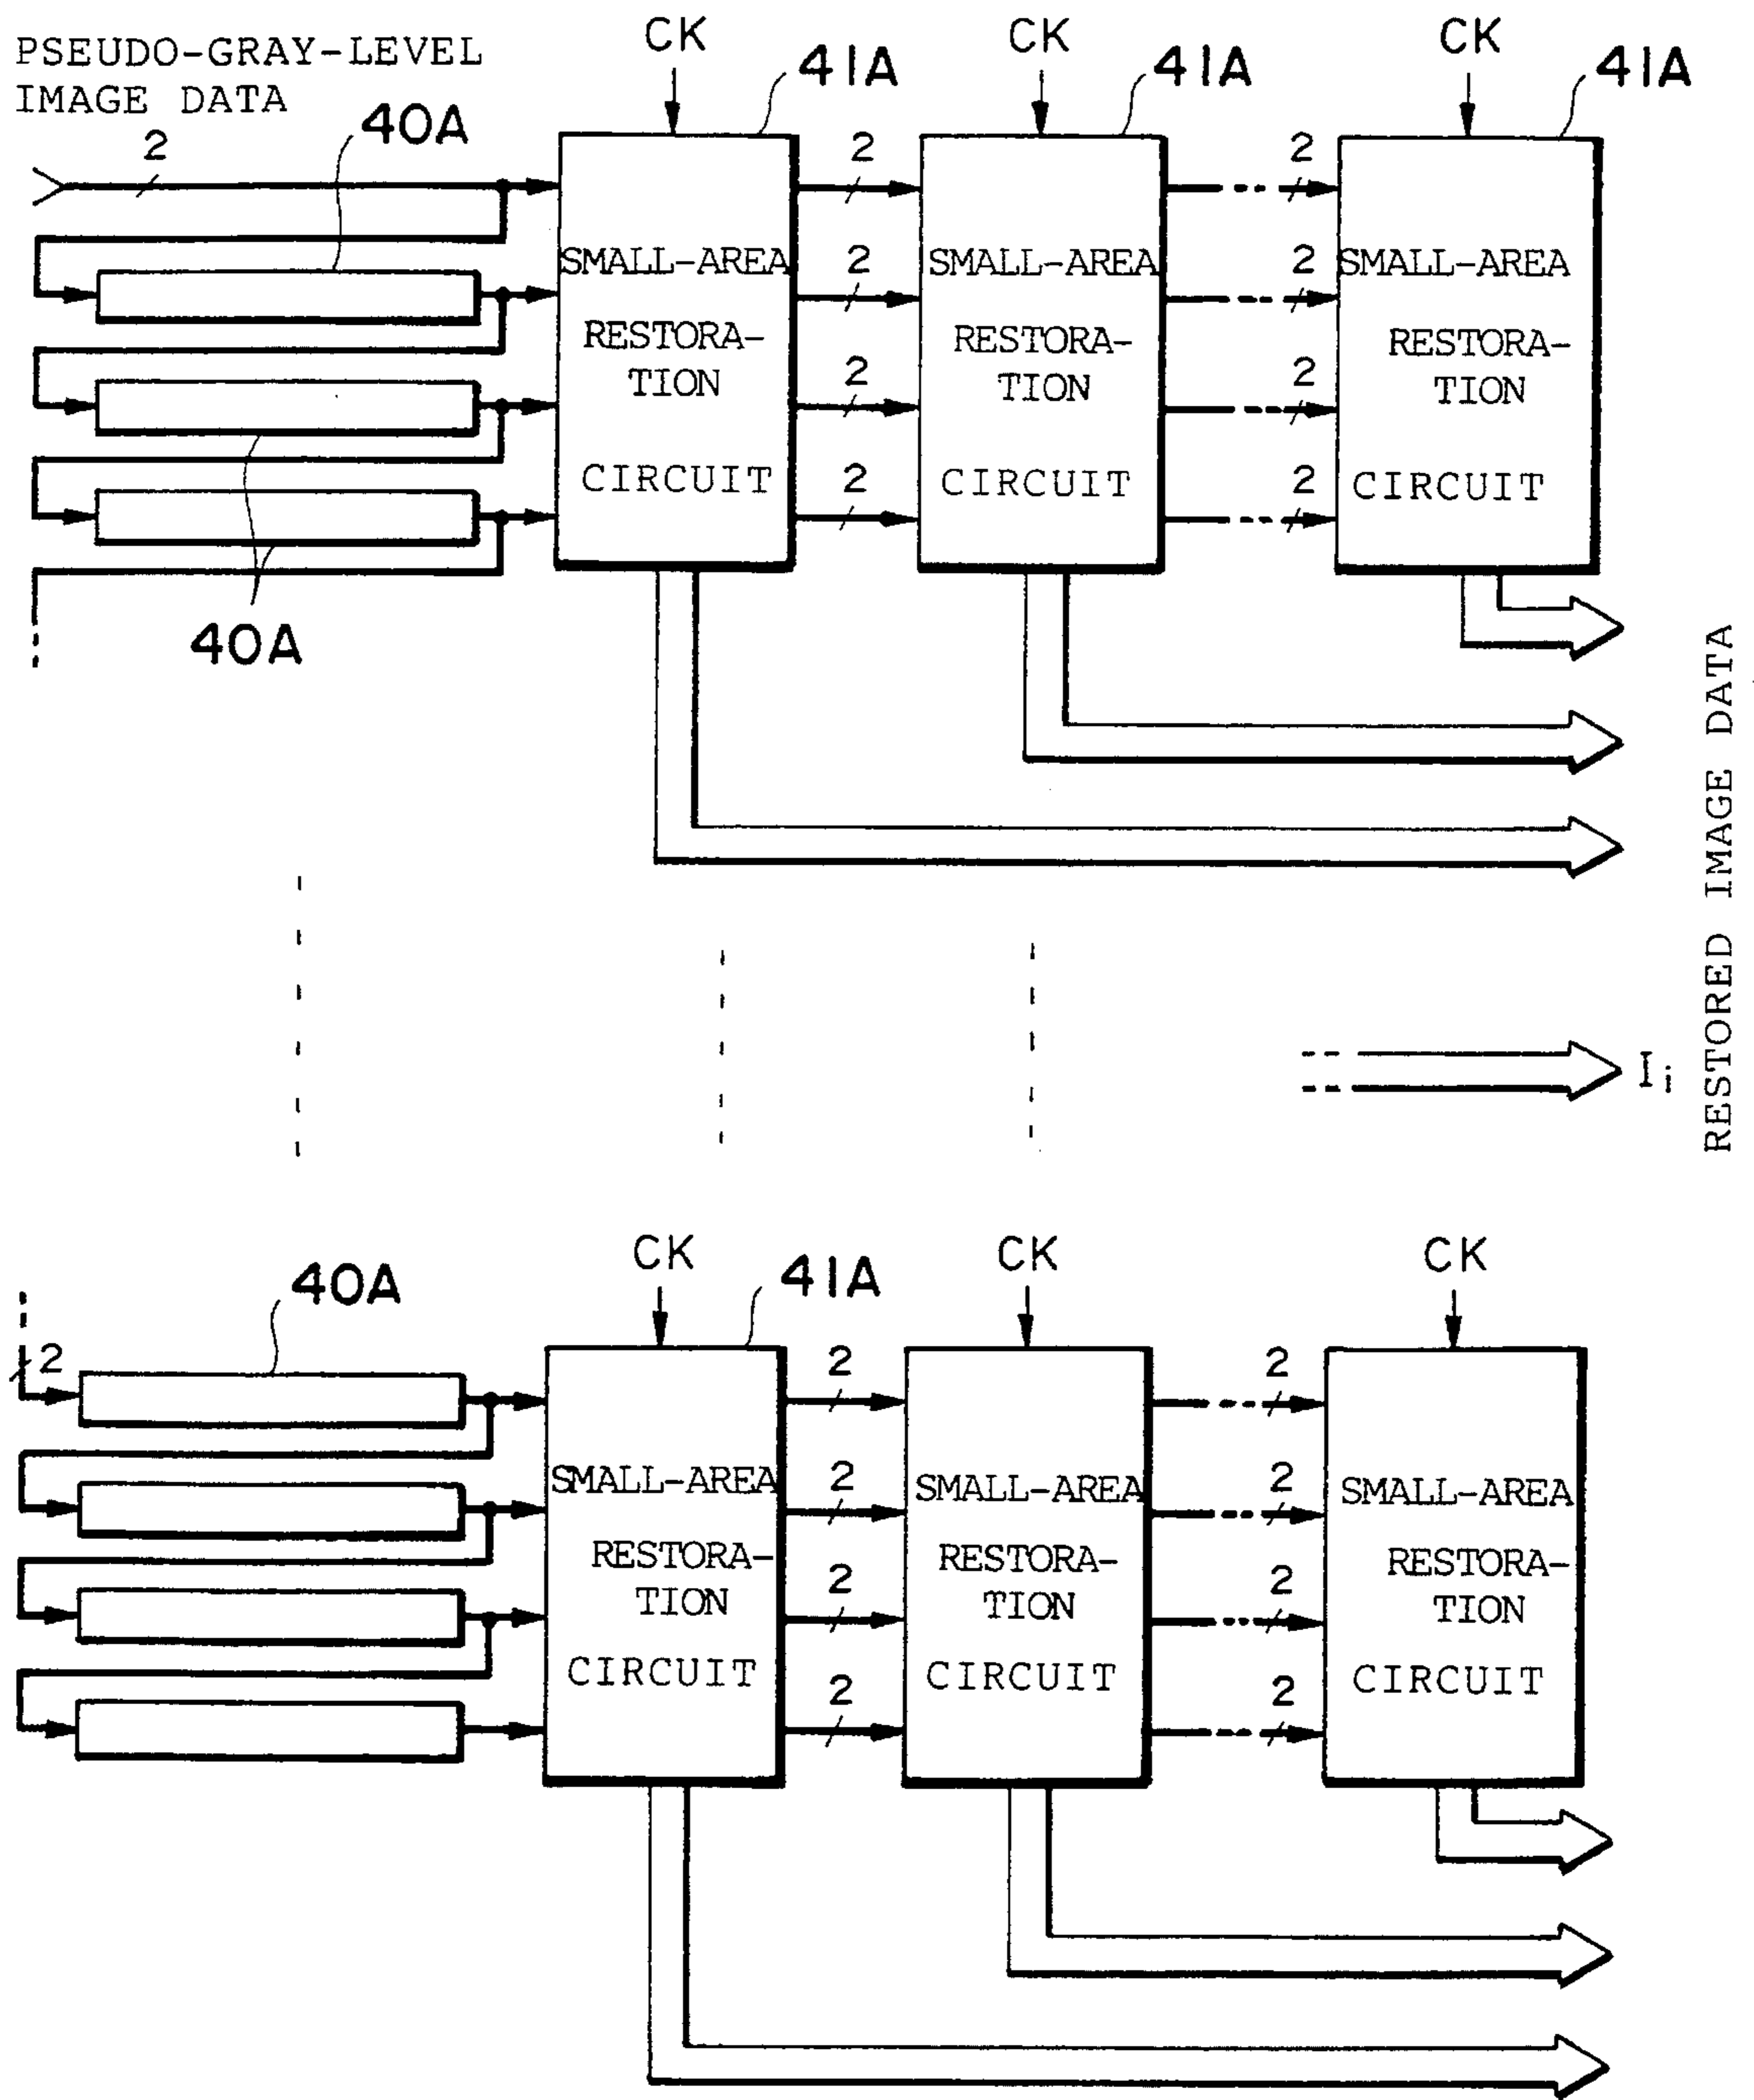 PSEUDO-GRAY-LEVEL
IMAGE DATA
CK
CK
CK
41A
41A
41A
40A
2
2
2
SMALL-AREA
RESTORA-
TION
CIRCUIT
2
2
2
SMALL-AREA
RESTORA-
TION
CIRCUIT
2
2
2
2
SMALL-AREA
RESTORA-
TION
CIRCUIT
40A
RESTORED IMAGE DATA
Ii
CK
CK
CK
40A
41A
2
2
2
SMALL-AREA
RESTORA-
TION
CIRCUIT
2
2
2
SMALL-AREA
RESTORA-
TION
CIRCUIT
2
2
2
2
SMALL-AREA
RESTORA-
TION
CIRCUIT